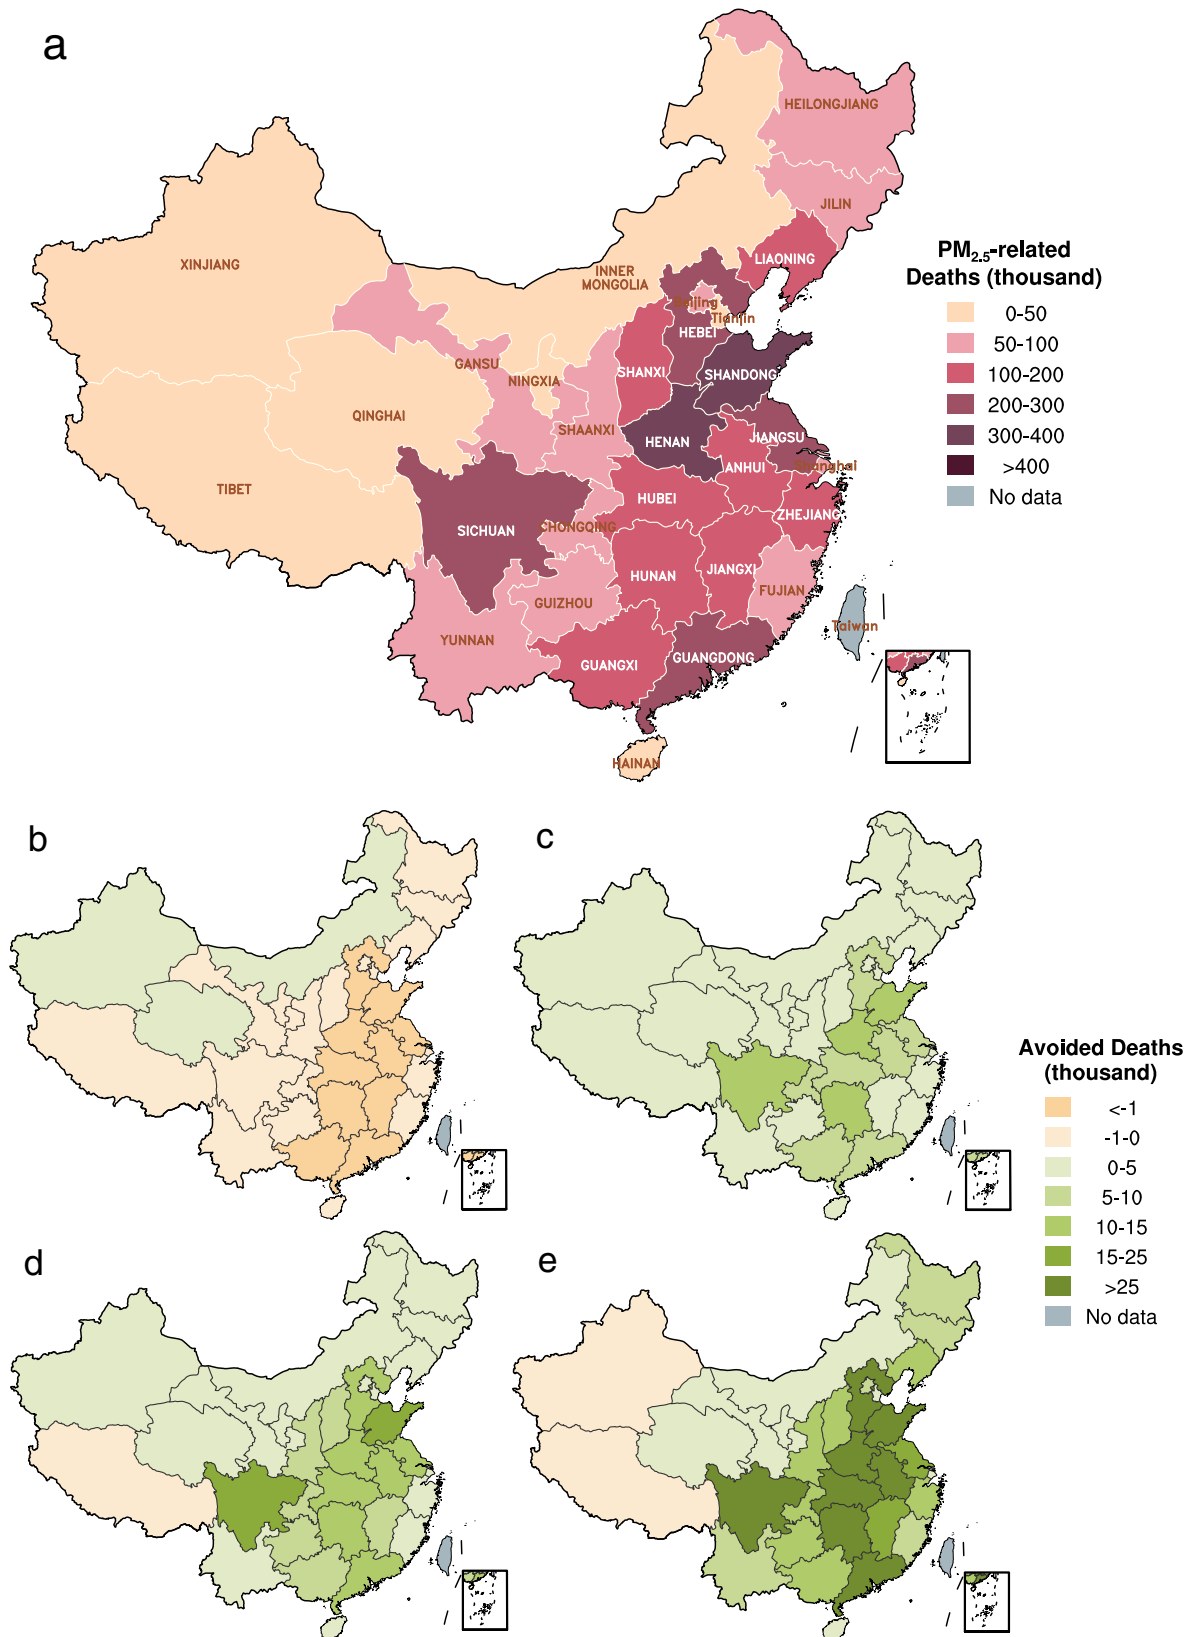 a
HEILONGJIANG
JILIN
LIAONING
XINJIANG
INNER
MONGOLIA
Beijing
Tianjin
HEBEI
GANSU
NINGXIA
SHANXI
SHANDONG
QINGHAI
SHAANXI
HENAN
JIANGSU
ANHUI
Shanghai
TIBET
HUBEI
ZHEJIANG
SICHUAN
CHONGQING
HUNAN
JIANGXI
FUJIAN
GUIZHOU
Taiwan
YUNNAN
GUANGXI
GUANGDONG
HAINAN
PM2.5-related
Deaths (thousand)
0-50
50-100
100-200
200-300
300-400
>400
No data
b
c
d
e
Avoided Deaths
(thousand)
<-1
-1-0
0-5
5-10
10-15
15-25
>25
No data